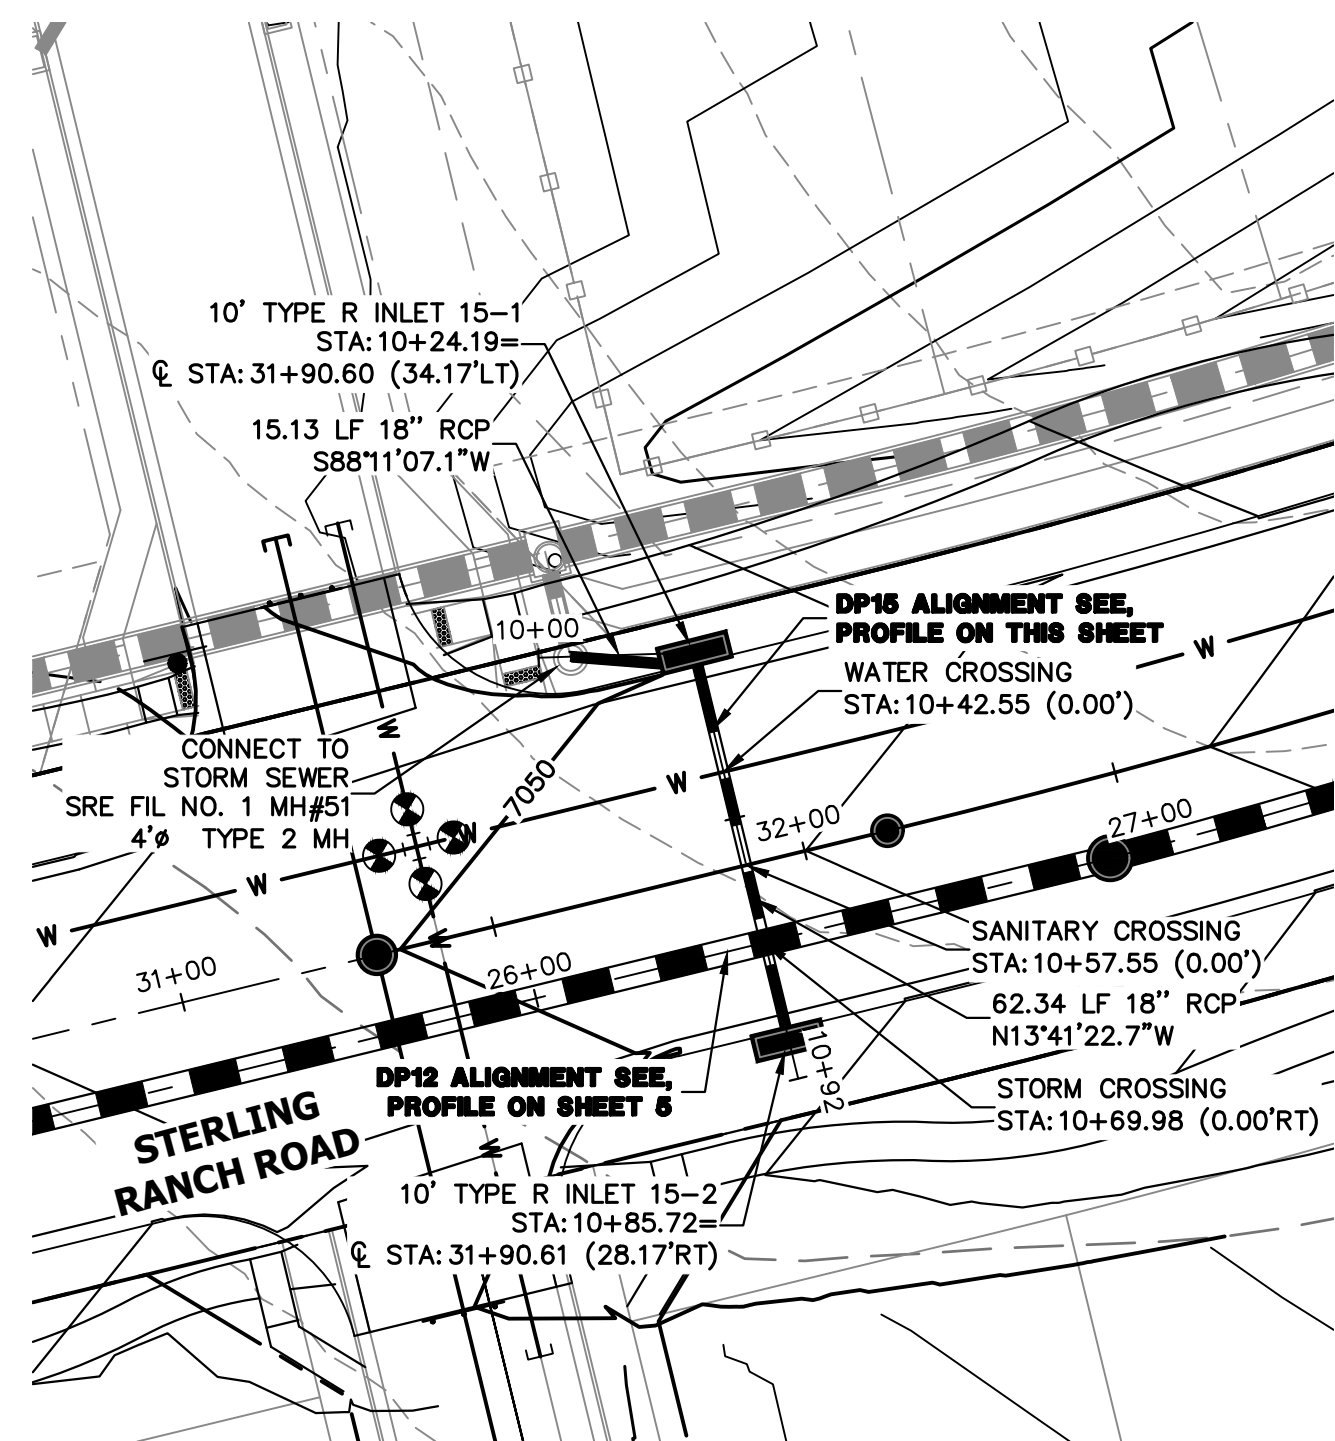 10' TYPE R INLET 15-1
STA:10+24.19=
℄ STA:31+90.60 (34.17'LT)
15.13 LF 18" RCP
S88°11'07.1"W
10+00
DP15 ALIGNMENT SEE,
PROFILE ON THIS SHEET
W
WATER CROSSING
STA:10+42.55 (0.00')
W
CONNECT TO
STORM SEWER
SRE FIL NO. 1 MH#51
4'ø TYPE 2 MH
7050
W
W
32+00
27+00
W
W
W
SANITARY CROSSING
STA:10+57.55 (0.00')
31+00
26+00
62.34 LF 18" RCP
N13°41'22.7"W
10+92
DP12 ALIGNMENT SEE,
PROFILE ON SHEET 5
STORM CROSSING
STA:10+69.98 (0.00'RT)
STERLING
RANCH ROAD
W
10' TYPE R INLET 15-2
STA:10+85.72=
℄ STA:31+90.61 (28.17'RT)